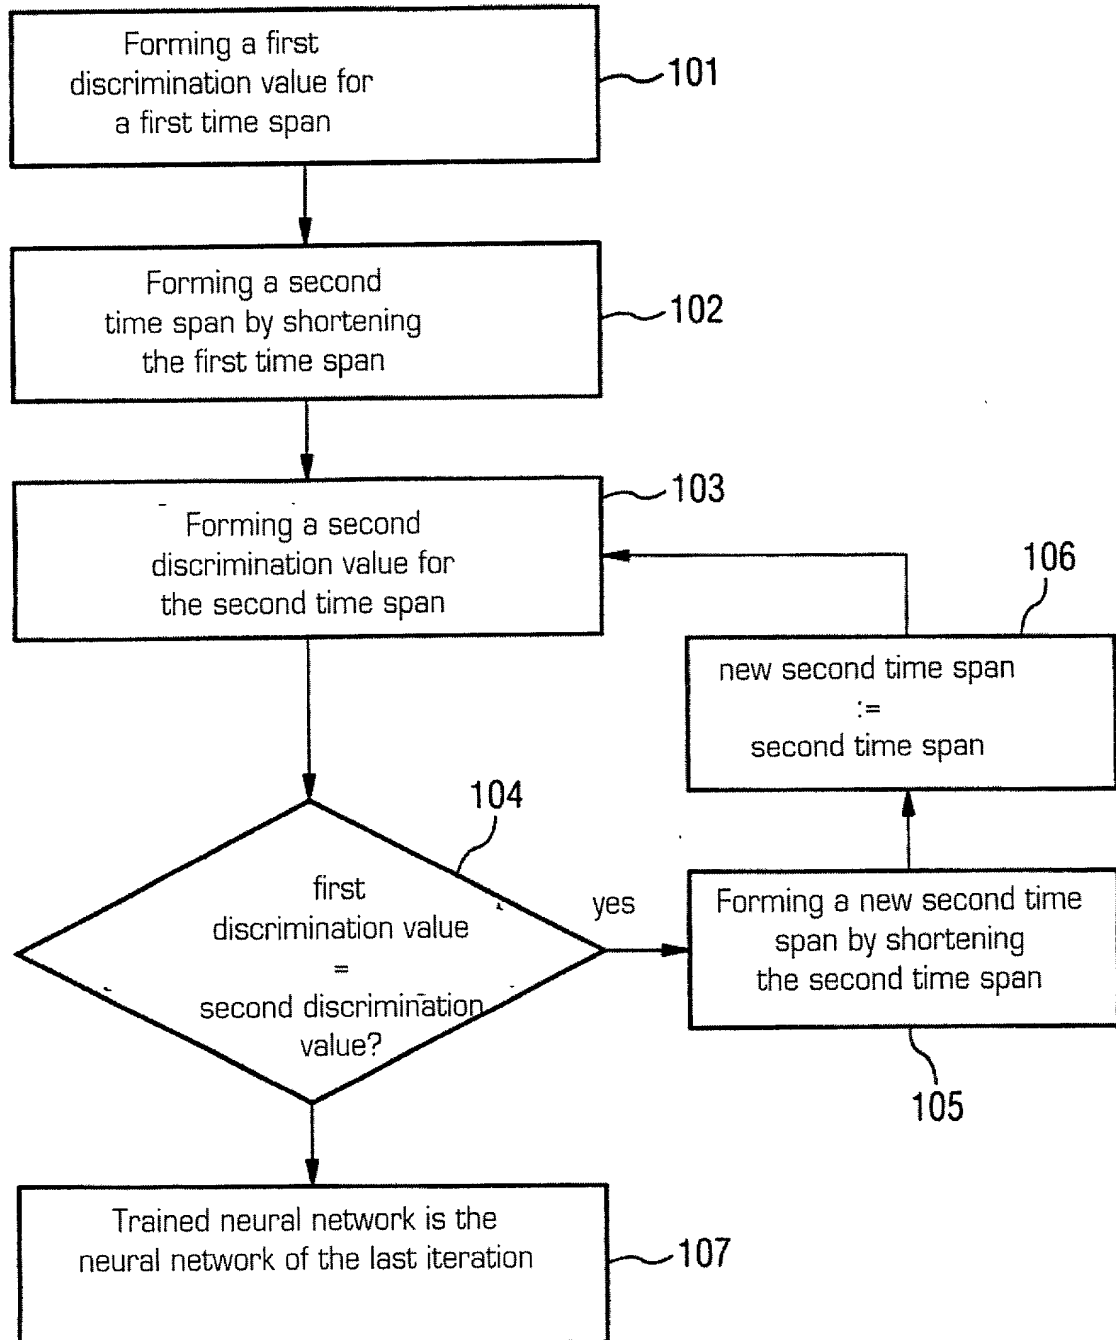 Forming a first
discrimination value for
a first time span
101
Forming a second
time span by shortening
the first time span
102
103
Forming a second
discrimination value for
the second time span
106
new second time span
:=
second time span
104
first
discrimination value
=
second discrimination
value?
yes
Forming a new second time
span by shortening
the second time span
105
Trained neural network is the
neural network of the last iteration
107